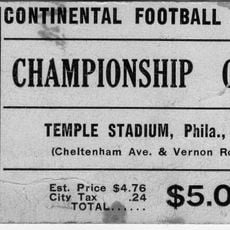 CONTINENTAL FOOTBALL
CHAMPIONSHIP
TEMPLE STADIUM, Phila.,
(Cheltenham Ave. & Vernon
Est. Price $4.76
City Tax .24
TOTAL......
$5.0